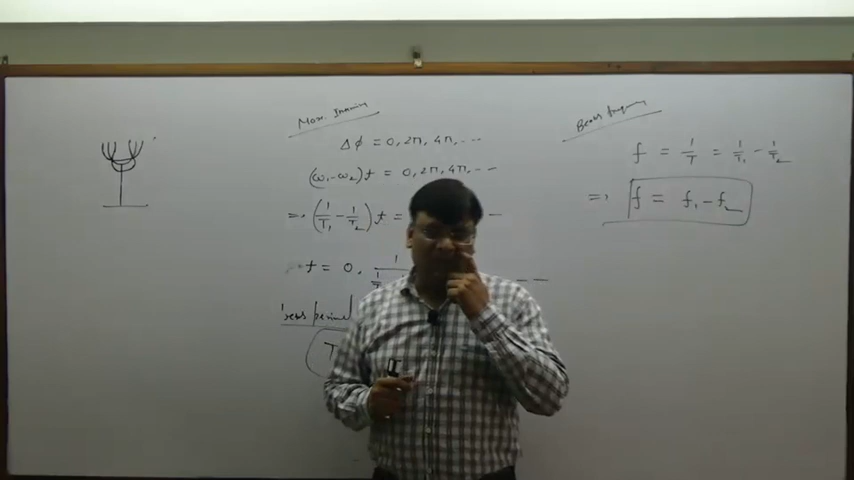 Max. Intensity
Δφ = 0, 2π, 4π, ...
(ω₁-ω₂)t = 0, 2π, 4π, ...
=> (1/T₁ - 1/T₂)t =
t = 0, 1
period
T
Beats frequency
f = 1/T = 1/T₁ - 1/T₂
=> f = f₁ - f₂